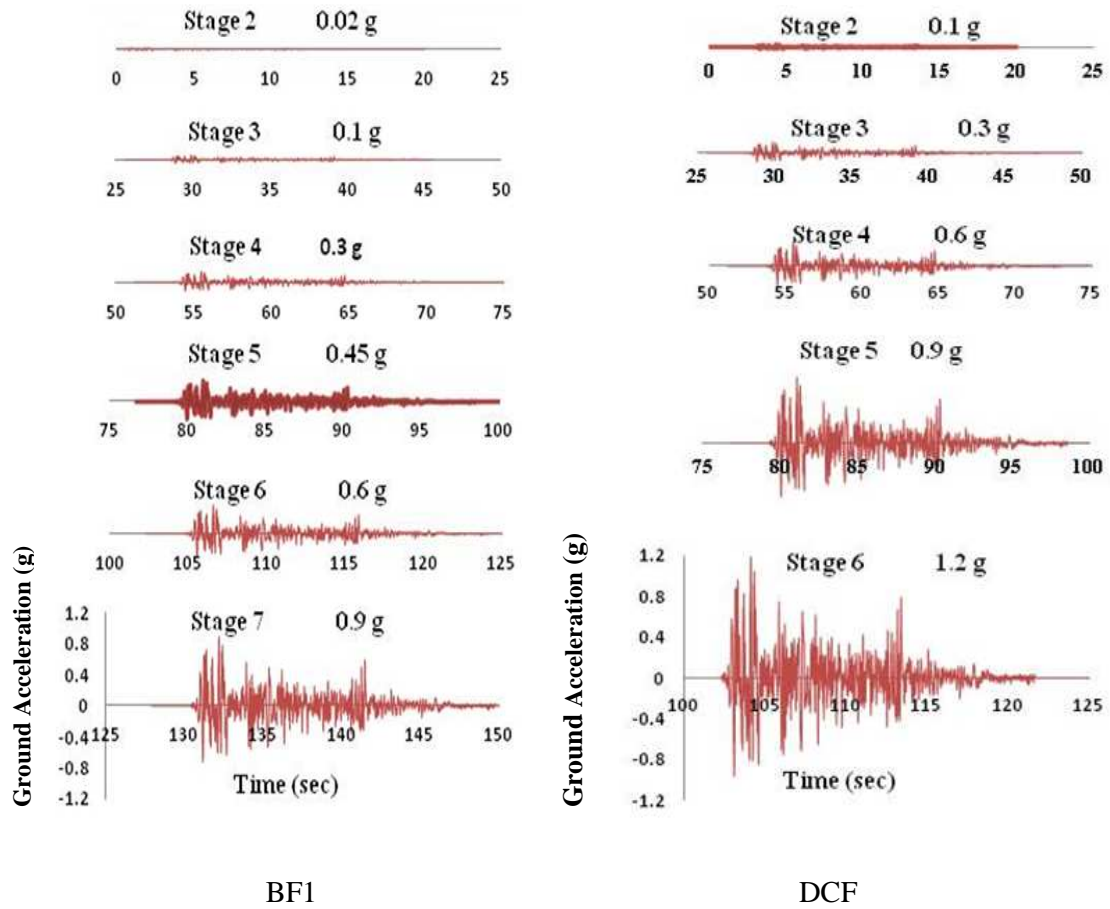 Stage 2 0.02 g
0 5 10 15 20 25
Stage 3 0.1 g
25 30 35 40 45 50
Stage 4 0.3 g
50 55 60 65 70 75
Stage 5 0.45 g
75 80 85 90 95 100
Stage 6 0.6 g
100 105 110 115 120 125
Ground Acceleration (g)
1.2
0.8
0.4
0
-0.4
-0.8
-1.2
Stage 7 0.9 g
125 130 135 140 145 150
Time (sec)
BF1
Stage 2 0.1 g
0 5 10 15 20 25
Stage 3 0.3 g
25 30 35 40 45 50
Stage 4 0.6 g
50 55 60 65 70 75
Stage 5 0.9 g
75 80 85 90 95 100
Ground Acceleration (g)
1.2
0.8
0.4
0
-0.4
-0.8
-1.2
Stage 6 1.2 g
100 105 110 115 120 125
Time (sec)
DCF